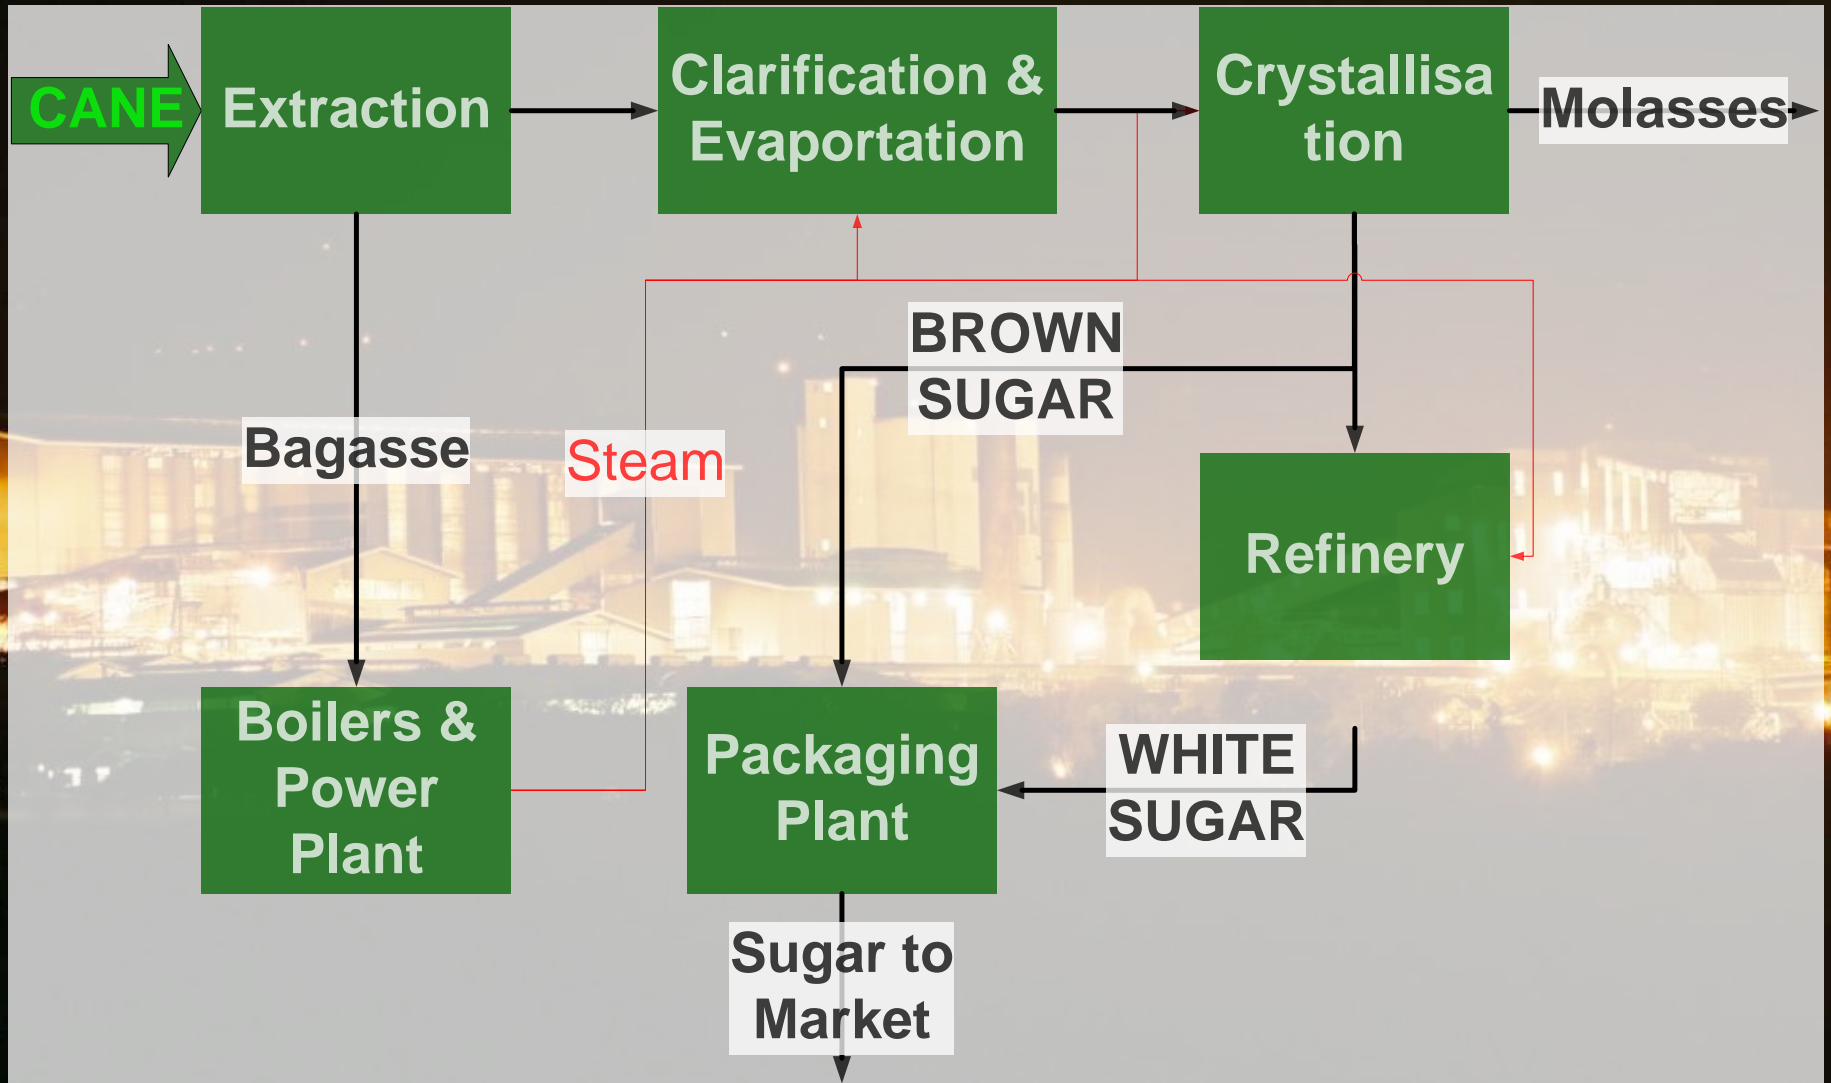 CANE
Extraction
Clarification &
Evaportation
Crystallisa
tion
Molasses
BROWN
SUGAR
Bagasse
Steam
Refinery
Boilers &
Power
Plant
Packaging
Plant
WHITE
SUGAR
Sugar to
Market